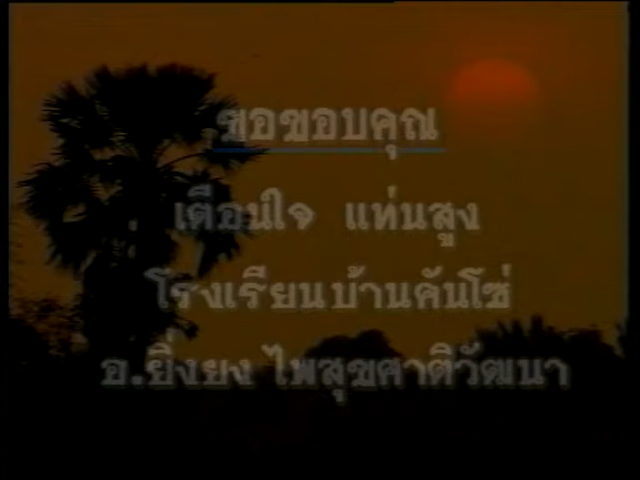 ขอขอบคุณ
เตือนใจ แท่นสูง
โรงเรียนบ้านคันโซ่
อ.ยิ่งยง ไพสุขศาติวัฒนา